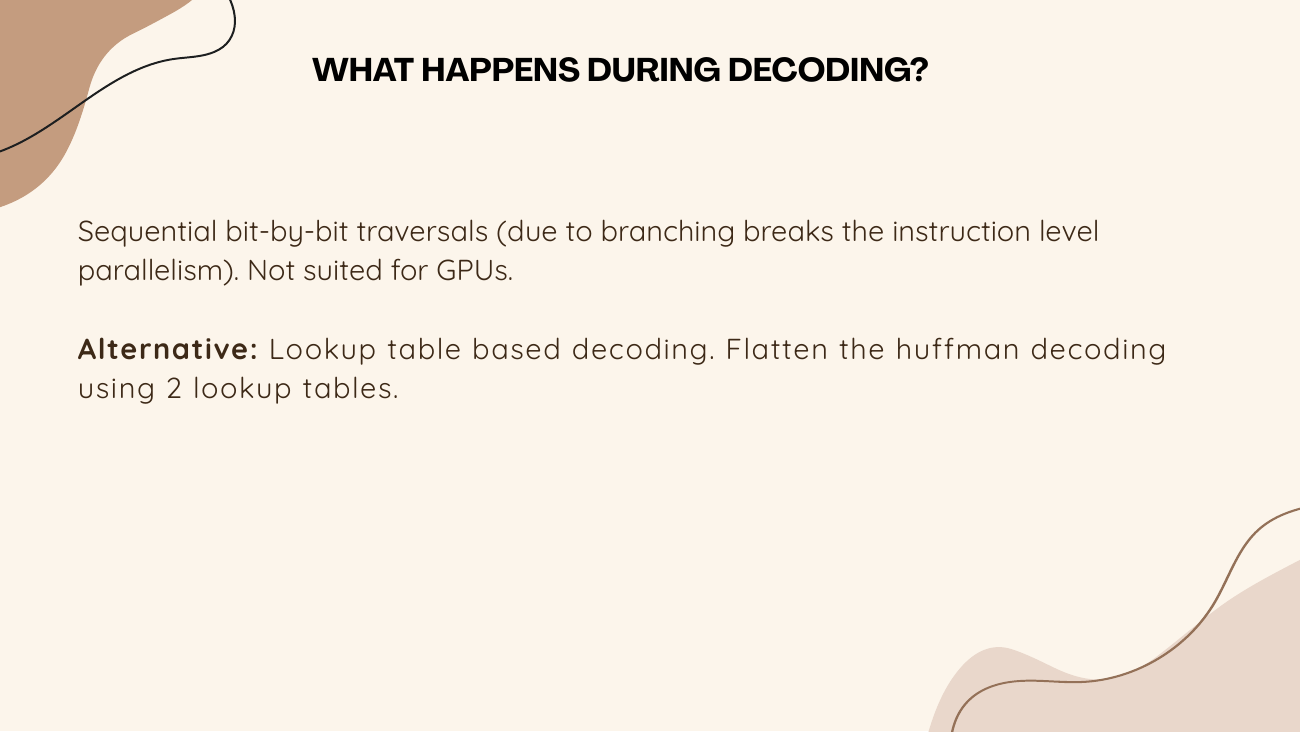 WHAT HAPPENS DURING DECODING?
Sequential bit-by-bit traversals (due to branching breaks the instruction level
parallelism). Not suited for GPUs.
Alternative: Lookup table based decoding. Flatten the huffman decoding
using 2 lookup tables.